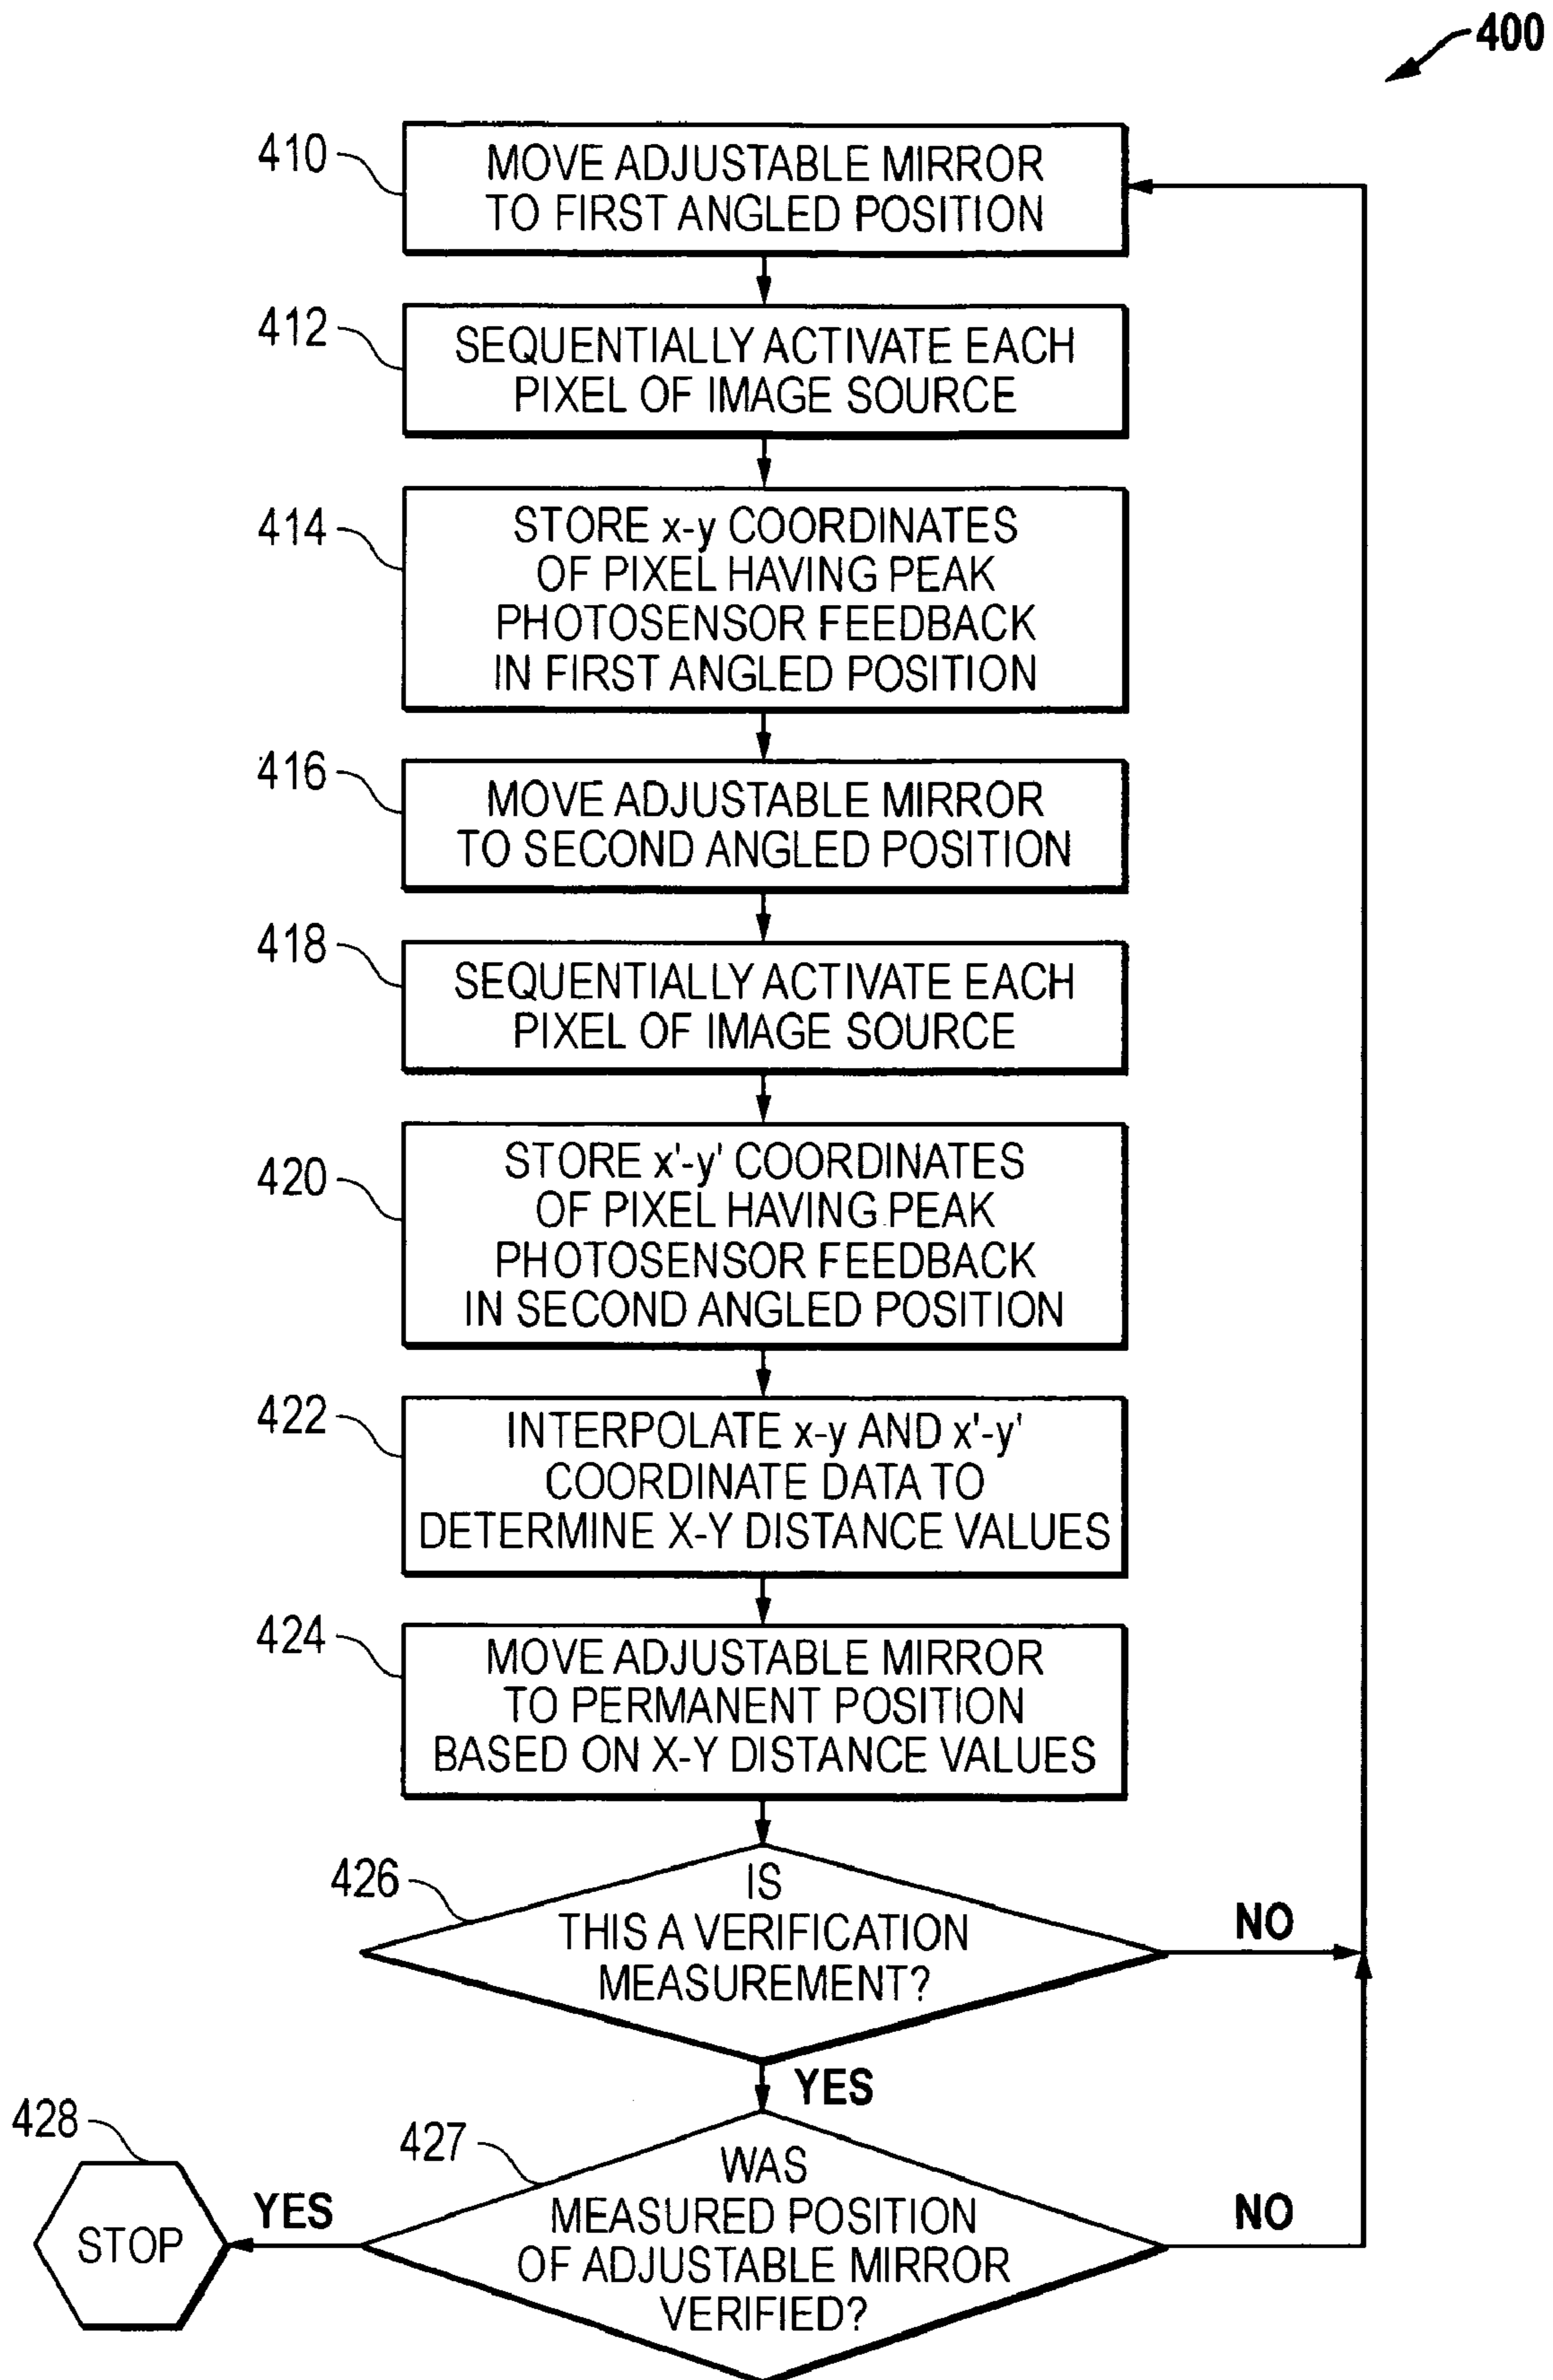 400
410
MOVE ADJUSTABLE MIRROR
TO FIRST ANGLED POSITION
412
SEQUENTIALLY ACTIVATE EACH
PIXEL OF IMAGE SOURCE
414
STORE x-y COORDINATES
OF PIXEL HAVING PEAK
PHOTOSENSOR FEEDBACK
IN FIRST ANGLED POSITION
416
MOVE ADJUSTABLE MIRROR
TO SECOND ANGLED POSITION
418
SEQUENTIALLY ACTIVATE EACH
PIXEL OF IMAGE SOURCE
420
STORE x'-y' COORDINATES
OF PIXEL HAVING PEAK
PHOTOSENSOR FEEDBACK
IN SECOND ANGLED POSITION
422
INTERPOLATE x-y AND x'-y'
COORDINATE DATA TO
DETERMINE X-Y DISTANCE VALUES
424
MOVE ADJUSTABLE MIRROR
TO PERMANENT POSITION
BASED ON X-Y DISTANCE VALUES
426
IS
THIS A VERIFICATION
MEASUREMENT?
NO
YES
428
STOP
YES
427
WAS
MEASURED POSITION
OF ADJUSTABLE MIRROR
VERIFIED?
NO